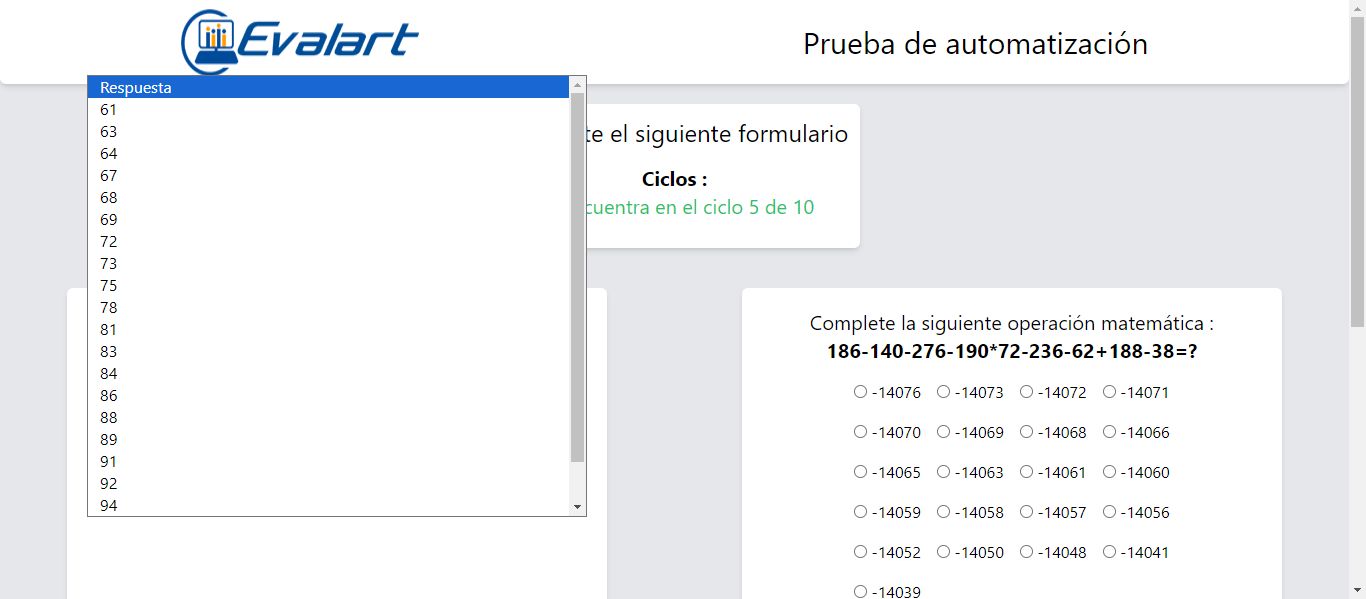 Evalart
Prueba de automatización
Respuesta
61
63
64
67
68
69
72
73
75
78
81
83
84
86
88
89
91
92
94
te el siguiente formulario
Ciclos :
cuentra en el ciclo 5 de 10
Complete la siguiente operación matemática :
186-140-276-190*72-236-62+188-38=?
-14076 -14073 -14072 -14071
-14070 -14069 -14068 -14066
-14065 -14063 -14061 -14060
-14059 -14058 -14057 -14056
-14052 -14050 -14048 -14041
-14039